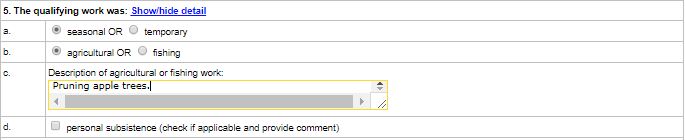 5. The qualifying work was: Show/hide detail
a. seasonal OR temporary
b. agricultural OR fishing
c. Description of agricultural or fishing work:
Pruning apple trees.
d. personal subsistence (check if applicable and provide comment)